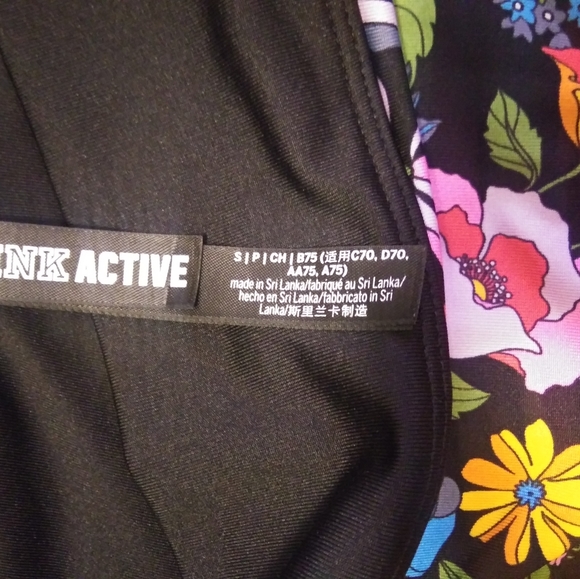 INK ACTIVE
S | P | CH | B75 (适用C70, D70,
AA75, A75)
made in Sri Lanka/fabriqué au Sri Lanka/
hecho en Sri Lanka/fabbricato in Sri
Lanka/斯里兰卡制造